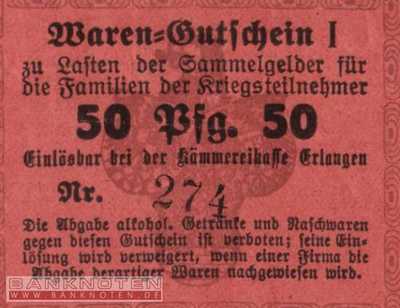 Waren-Gutschein I
zu Lasten der Sammelgelder für
die Familien der Kriegsteilnehmer
50 Pfg. 50
Einlösbar bei der Kämmereikasse Erlangen
Nr. 274
Die Abgabe alkohol. Getränke und Naschwaren
gegen diesen Gutschein ist verboten; seine Ein-
lösung wird verweigert, wenn einer Firma die
Abgabe derartiger Waren nachgewiesen wird.
BANKNOTEN
WWW.BANKNOTEN.DE